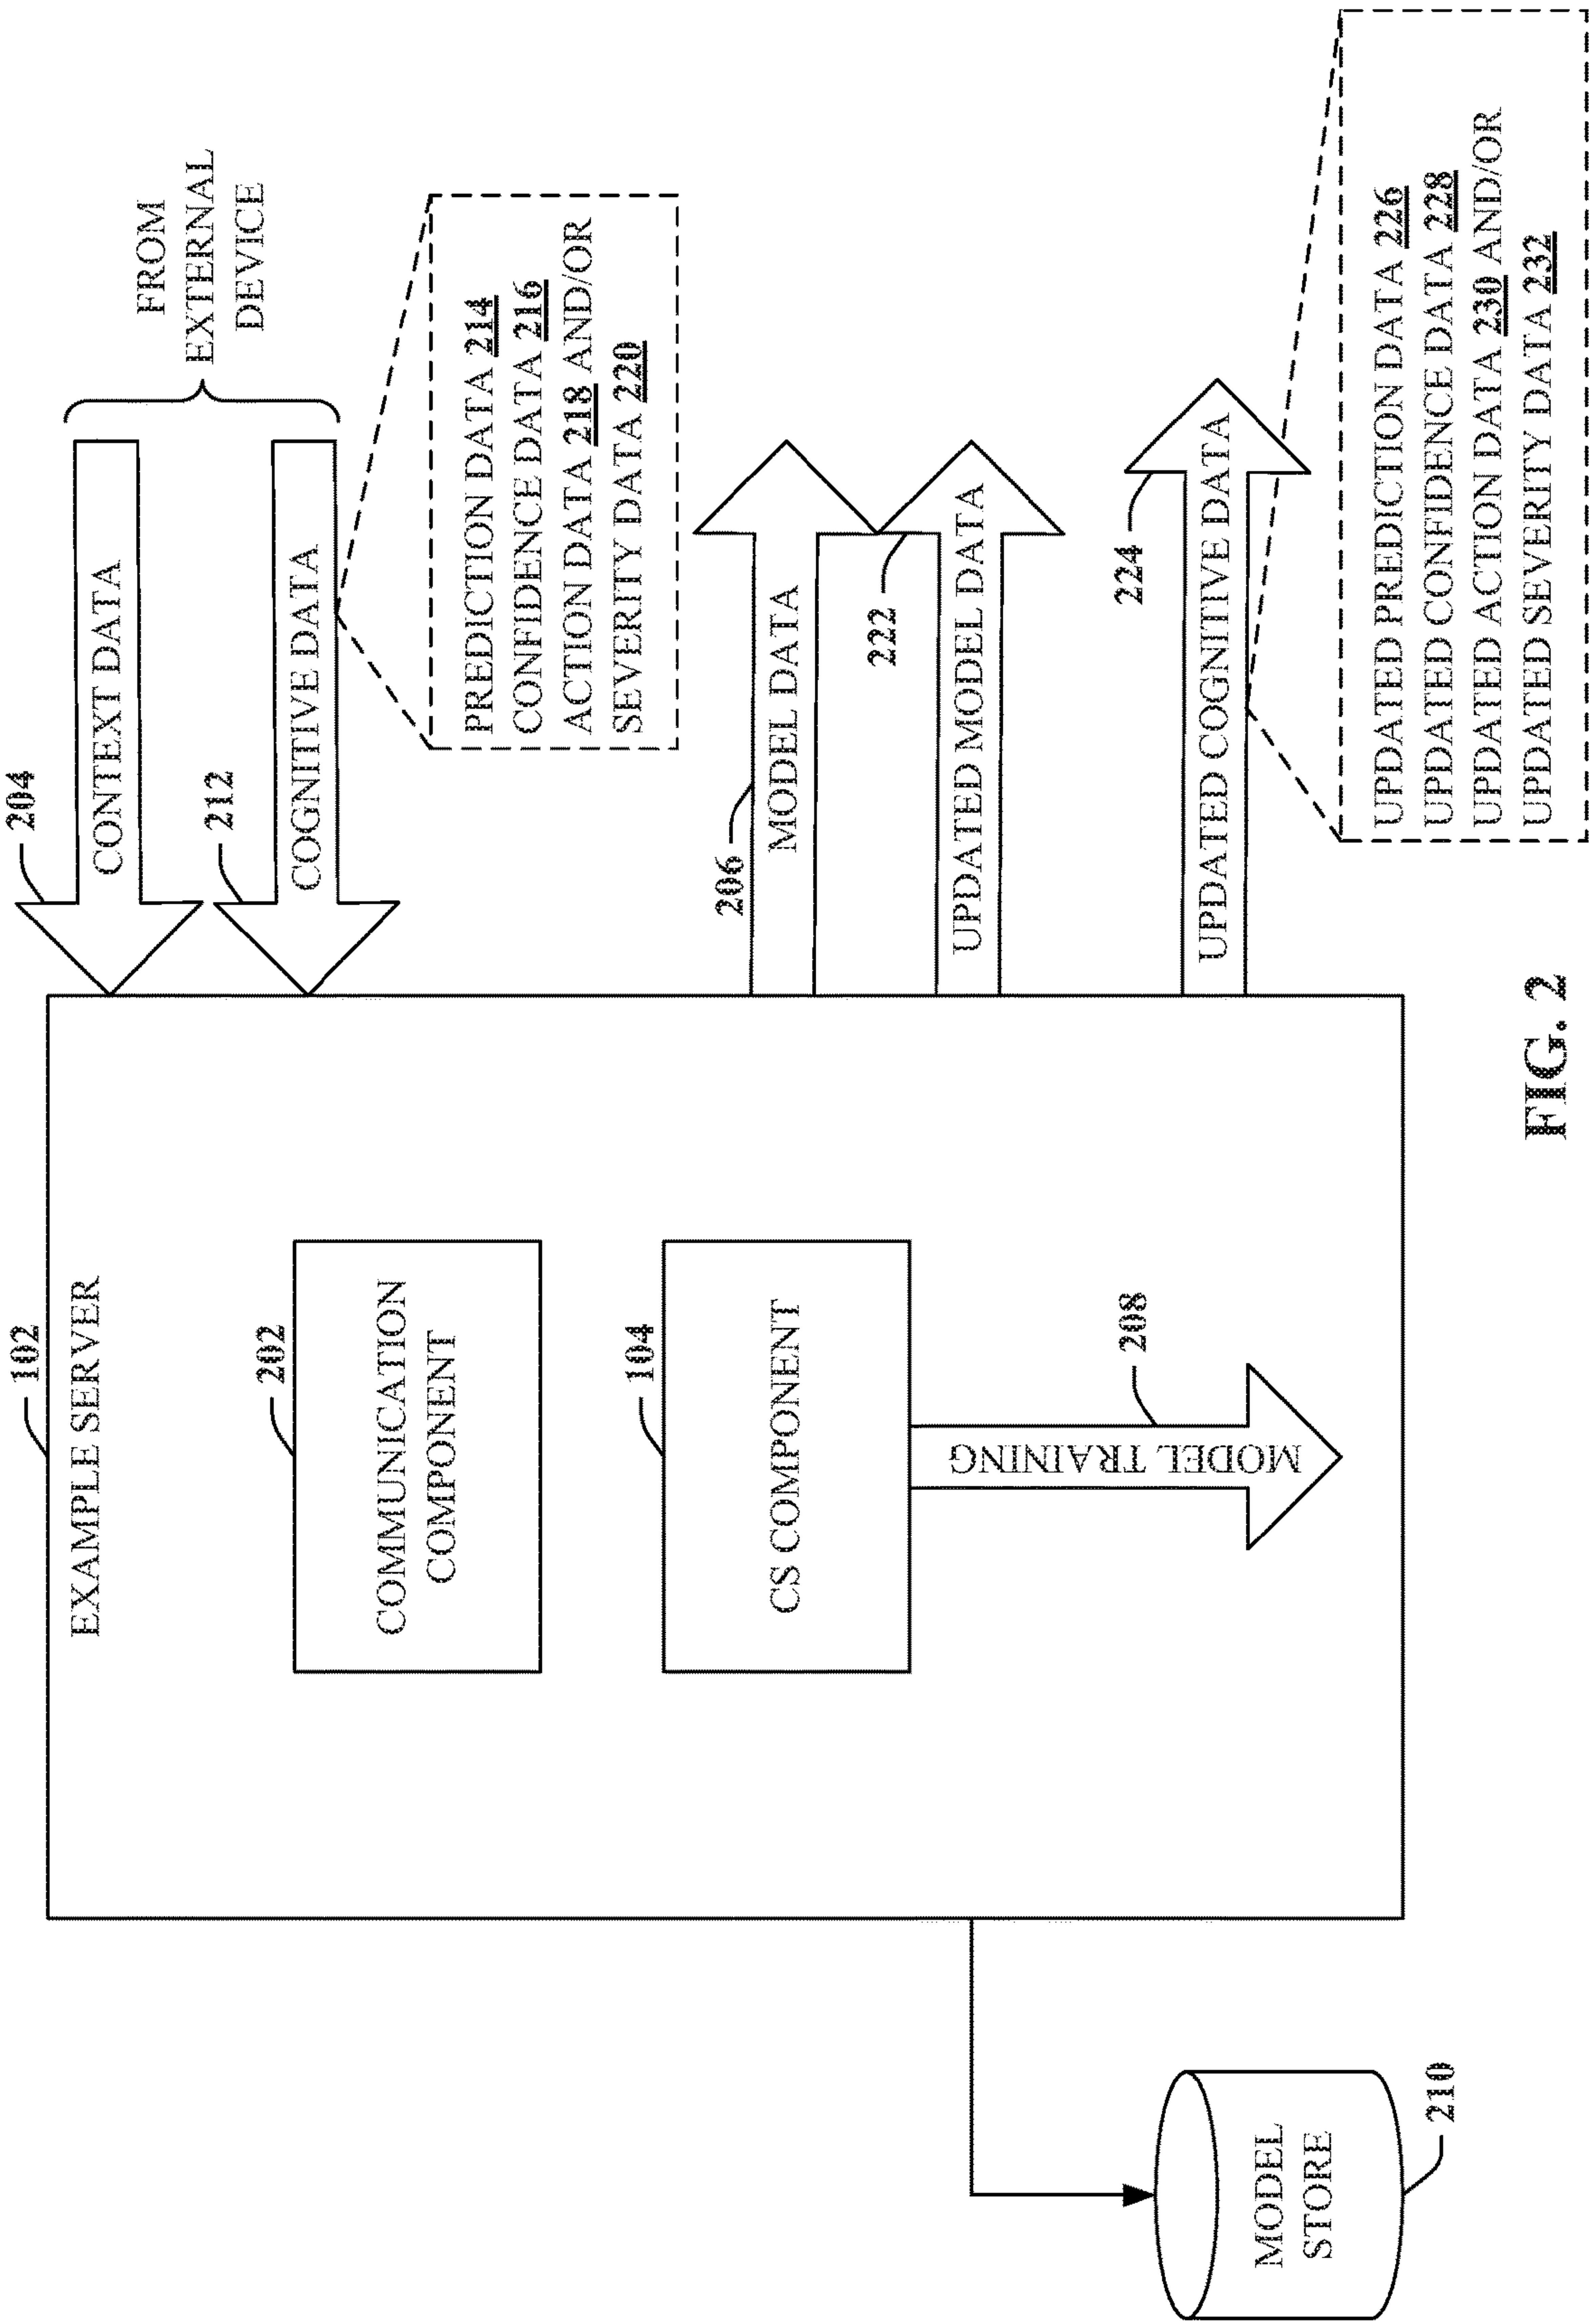 102
EXAMPLE SERVER
202
COMMUNICATION
COMPONENT
104
CS COMPONENT
208
MODEL TRAINING
MODEL
STORE
210
204
CONTEXT DATA
212
COGNITIVE DATA
FROM
EXTERNAL
DEVICE
PREDICTION DATA 214
CONFIDENCE DATA 216
ACTION DATA 218 AND/OR
SEVERITY DATA 220
206
MODEL DATA
222
UPDATED MODEL DATA
224
UPDATED COGNITIVE DATA
UPDATED PREDICTION DATA 226
UPDATED CONFIDENCE DATA 228
UPDATED ACTION DATA 230 AND/OR
UPDATED SEVERITY DATA 232
FIG. 2